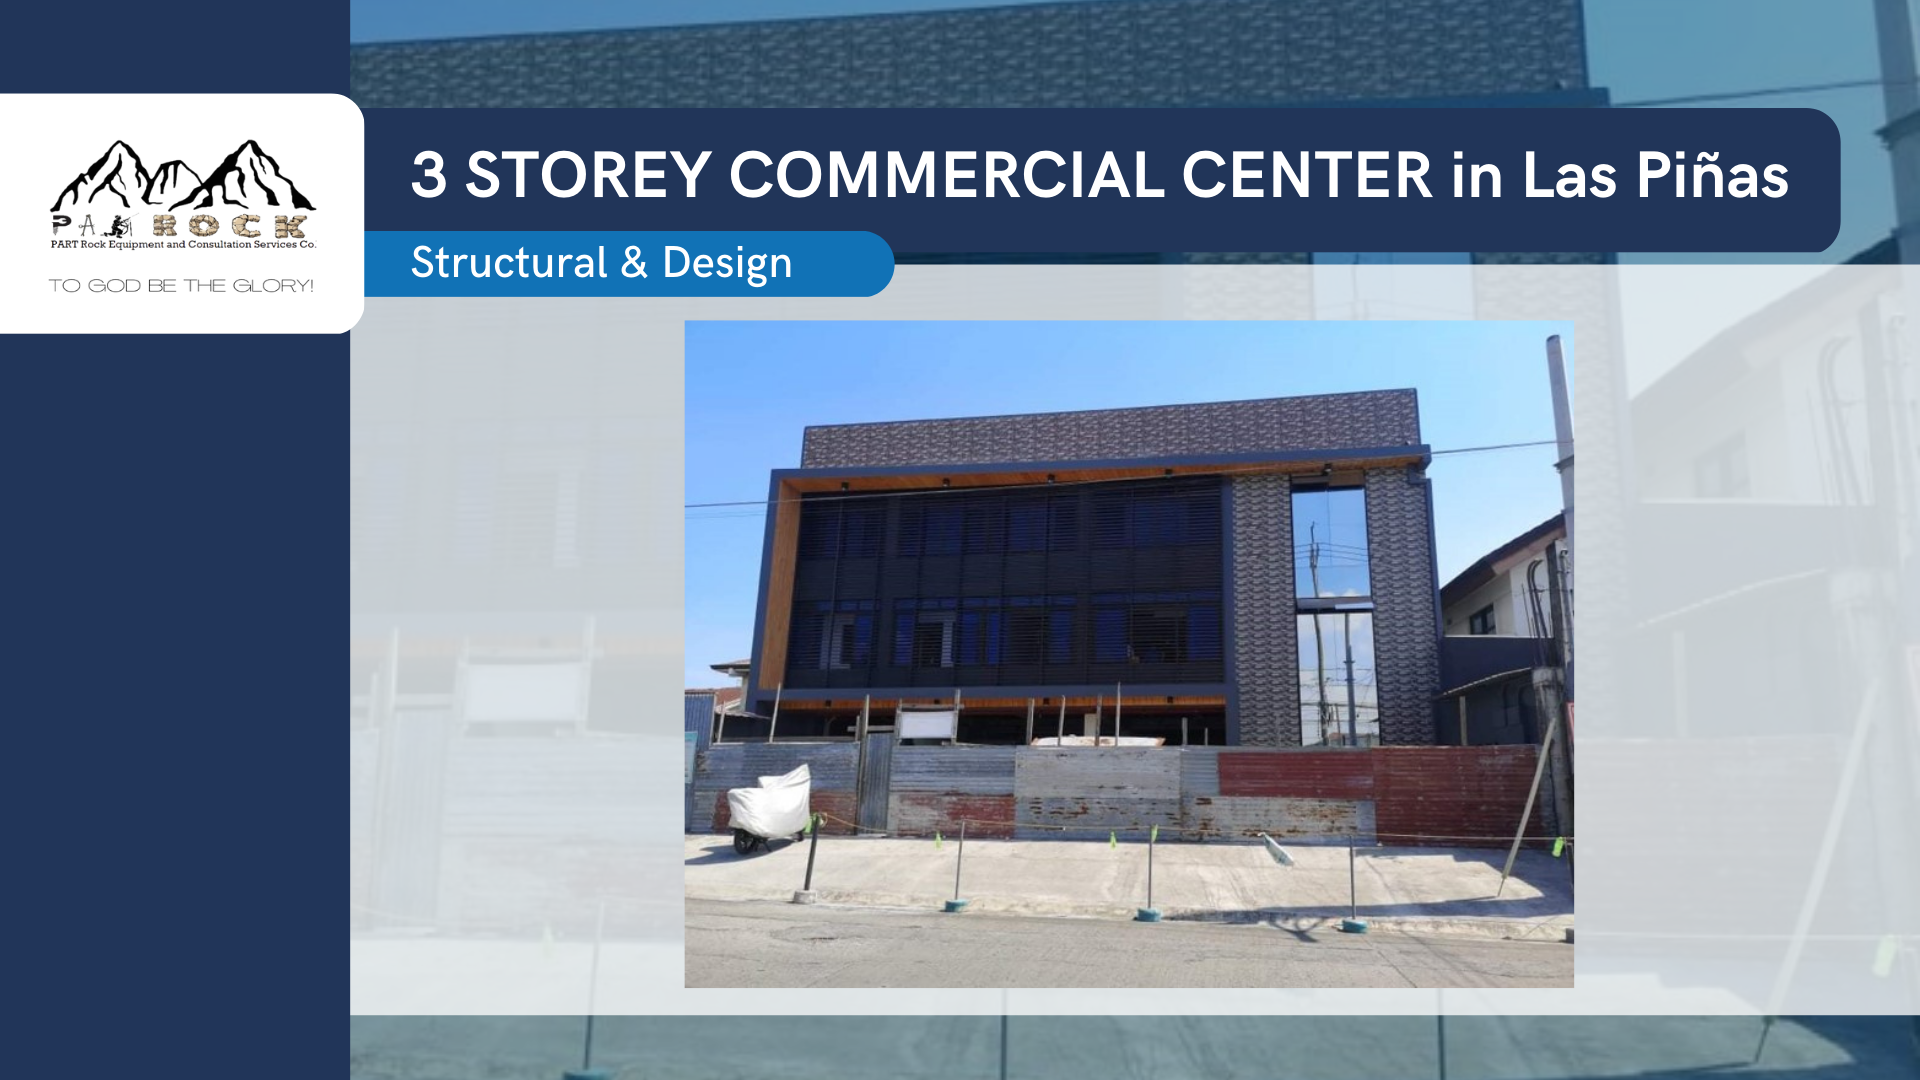 3 STOREY COMMERCIAL CENTER in Las Piñas
Structural & Design
PA ROCK
PART Rock Equipment and Consultation Services Co.
TO GOD BE THE GLORY!